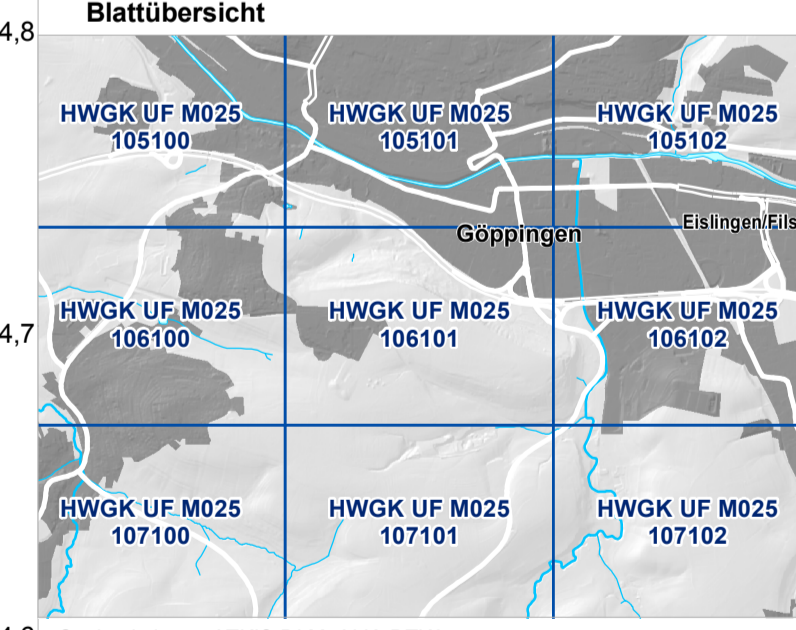 Blattübersicht
4,8
HWGK UF M025
105100
HWGK UF M025
105101
HWGK UF M025
105102
Göppingen
Eislingen/Fils
HWGK UF M025
106100
HWGK UF M025
106101
HWGK UF M025
106102
4,7
HWGK UF M025
107100
HWGK UF M025
107101
HWGK UF M025
107102